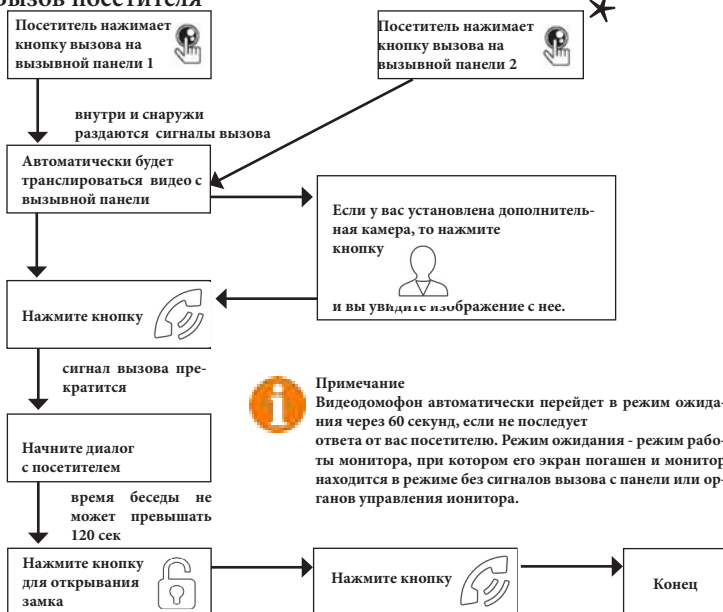 Вызов посетителя
Посетитель нажимает
кнопку вызова на
вызывной панели 1
Посетитель нажимает
кнопку вызова на
вызывной панели 2
внутри и снаружи
раздаются сигналы вызова
Автоматически будет
транслироваться видео с
вызывной панели
Если у вас установлена дополнитель-
ная камера, то нажмите
кнопку
и вы увидите изображение с нее.
Нажмите кнопку
сигнал вызова пре-
кратится
Примечание
Видеодомофон автоматически перейдет в режим ожида-
ния через 60 секунд, если не последует
ответа от вас посетителю. Режим ожидания - режим рабо-
ты монитора, при котором его экран погашен и монитор
находится в режиме без сигналов вызова с панели или ор-
ганов управления ионитора.
Начните диалог
с посетителем
время беседы не
может превышать
120 сек
Нажмите кнопку
для открывания
замка
Нажмите кнопку
Конец